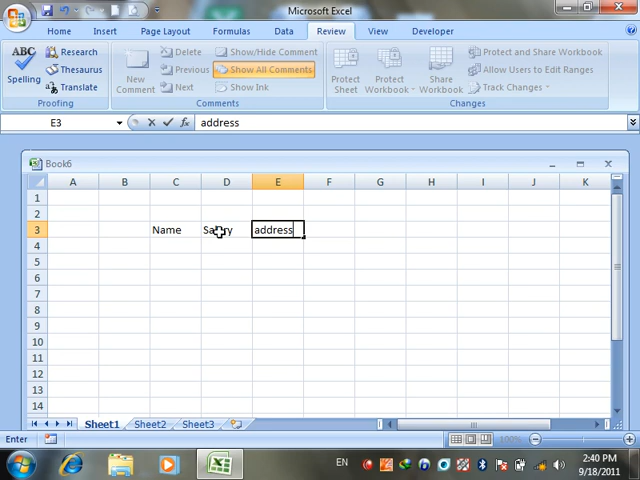 Microsoft Excel
Home Insert Page Layout Formulas Data Review View Developer
ABC
Spelling
Research
Thesaurus
Translate
Proofing
New Comment
Delete
Previous
Next
Show/Hide Comment
Show All Comments
Show Ink
Comments
Protect Sheet
Protect Workbook
Share Workbook
Protect and Share Workbook
Allow Users to Edit Ranges
Track Changes
Changes
E3 fx address
Book6
A B C D E F G H I J K
1
2
3 Name Salary address
4
5
6
7
8
9
10
11
12
13
14
Sheet1 Sheet2 Sheet3
Enter 100%
EN 2:40 PM
9/18/2011